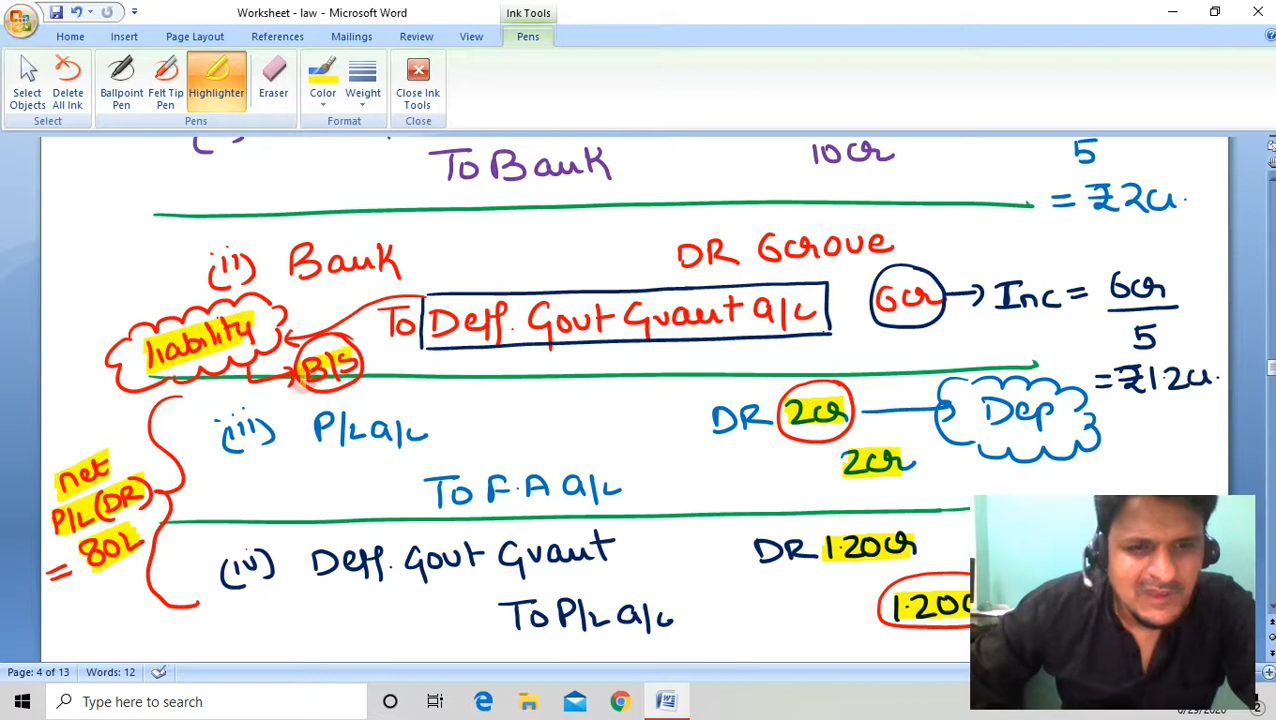 Worksheet - law - Microsoft Word
Ink Tools
Home Insert Page Layout References Mailings Review View Pens
Select Objects
Delete All Ink
Ballpoint Pen
Felt Tip Pen
Highlighter
Eraser
Color
Weight
Close Ink Tools
Select Pens Format Close
To Bank 10cr 5
= ₹2cr.
(ii) Bank DR 6crore
To Deff. Govt Grant a/c 6cr → Inc = 6cr
5
= ₹1.2cr.
liability
B/S
(iii) P/L a/c DR 2cr Dep
2cr
To F.A a/c
net
P/L (DR)
= 80L
(iv) Deff. Govt Grant DR 1.20cr
To P/L a/c 1.20
Page: 4 of 13 Words: 12
Type here to search
6/29/2020